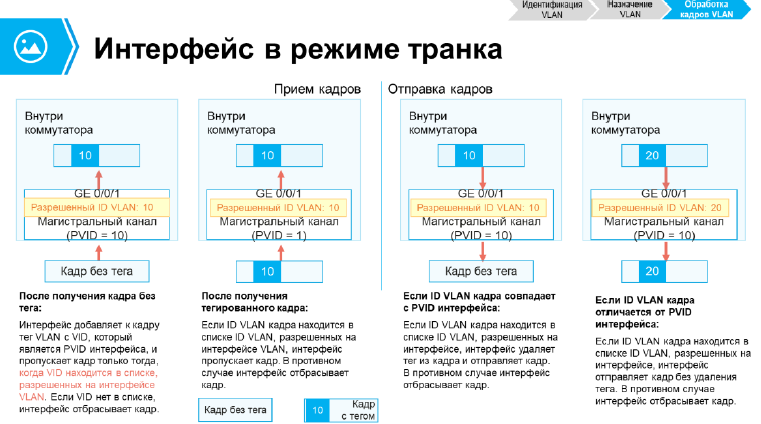 Идентификация
VLAN
Назначение
VLAN
Обработка
кадров VLAN
Интерфейс в режиме транка
Прием кадров
Отправка кадров
Внутри
коммутатора
10
GE 0/0/1
Разрешенный ID VLAN: 10
Магистральный канал
(PVID = 10)
Кадр без тега
После получения кадра без
тега:
Интерфейс добавляет к кадру
тег VLAN с VID, который
является PVID интерфейса, и
пропускает кадр только тогда,
когда VID находится в списке,
разрешенных на интерфейсе
VLAN. Если VID нет в списке,
интерфейс отбрасывает кадр.
Внутри
коммутатора
10
GE 0/0/1
Разрешенный ID VLAN: 10
Магистральный канал
(PVID = 1)
10
После получения
тегированного кадра:
Если ID VLAN кадра находится в
списке ID VLAN, разрешенных на
интерфейсе VLAN, интерфейс
пропускает кадр. В противном
случае интерфейс отбрасывает
кадр.
Кадр без тега
10
Кадр
с тегом
Внутри
коммутатора
10
GE 0/0/1
Разрешенный ID VLAN: 10
Магистральный канал
(PVID = 10)
Кадр без тега
Если ID VLAN кадра совпадает
с PVID интерфейса:
Если ID VLAN кадра находится в
списке ID VLAN, разрешенных на
интерфейсе, интерфейс удаляет
тег из кадра и отправляет кадр.
В противном случае интерфейс
отбрасывает кадр.
Внутри
коммутатора
20
GE 0/0/1
Разрешенный ID VLAN: 20
Магистральный канал
(PVID = 10)
20
Если ID VLAN кадра
отличается от PVID
интерфейса:
Если ID VLAN кадра находится в
списке ID VLAN, разрешенных на
интерфейсе, интерфейс
отправляет кадр без удаления
тега. В противном случае
интерфейс отбрасывает кадр.